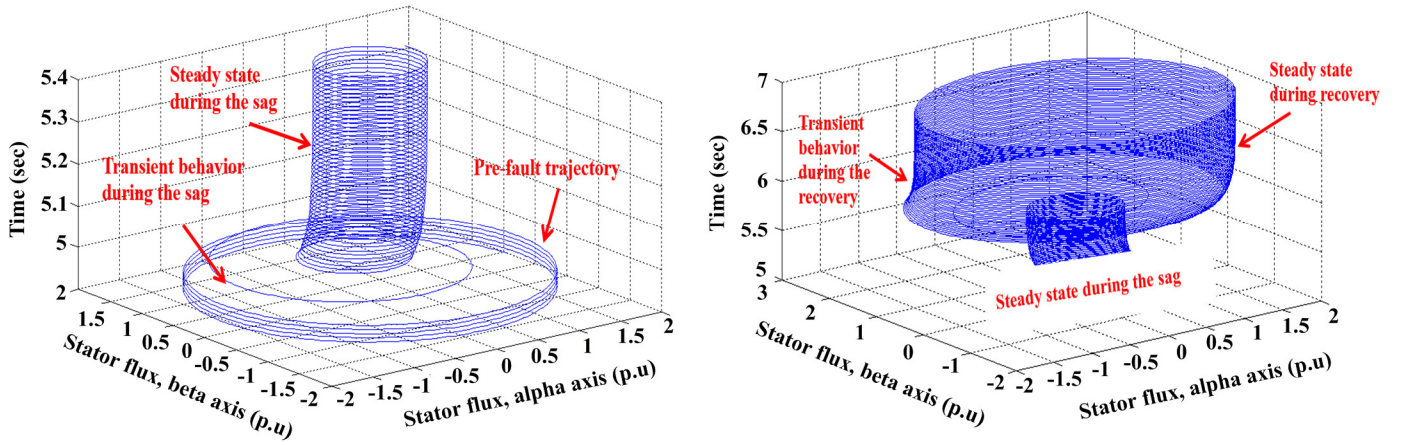 Steady state
during the sag
Transient behavior
during the sag
Pre-fault trajectory
Time (sec)
5.4
5.3
5.2
5.1
5
2
1.5
1
0.5
0
-0.5
-1
-1.5
-2
Stator flux, beta axis (p.u)
-2
-1.5
-1
-0.5
0
0.5
1
1.5
2
Stator flux, alpha axis (p.u)
Steady state
during recovery
Transient
behavior
during the
recovery
Steady state during the sag
Time (sec)
7
6.5
6
5.5
5
3
2
1
0
-1
-2
Stator flux, beta axis (p.u)
-2
-1.5
-1
-0.5
0
0.5
1
1.5
2
Stator flux, alpha axis (p.u)